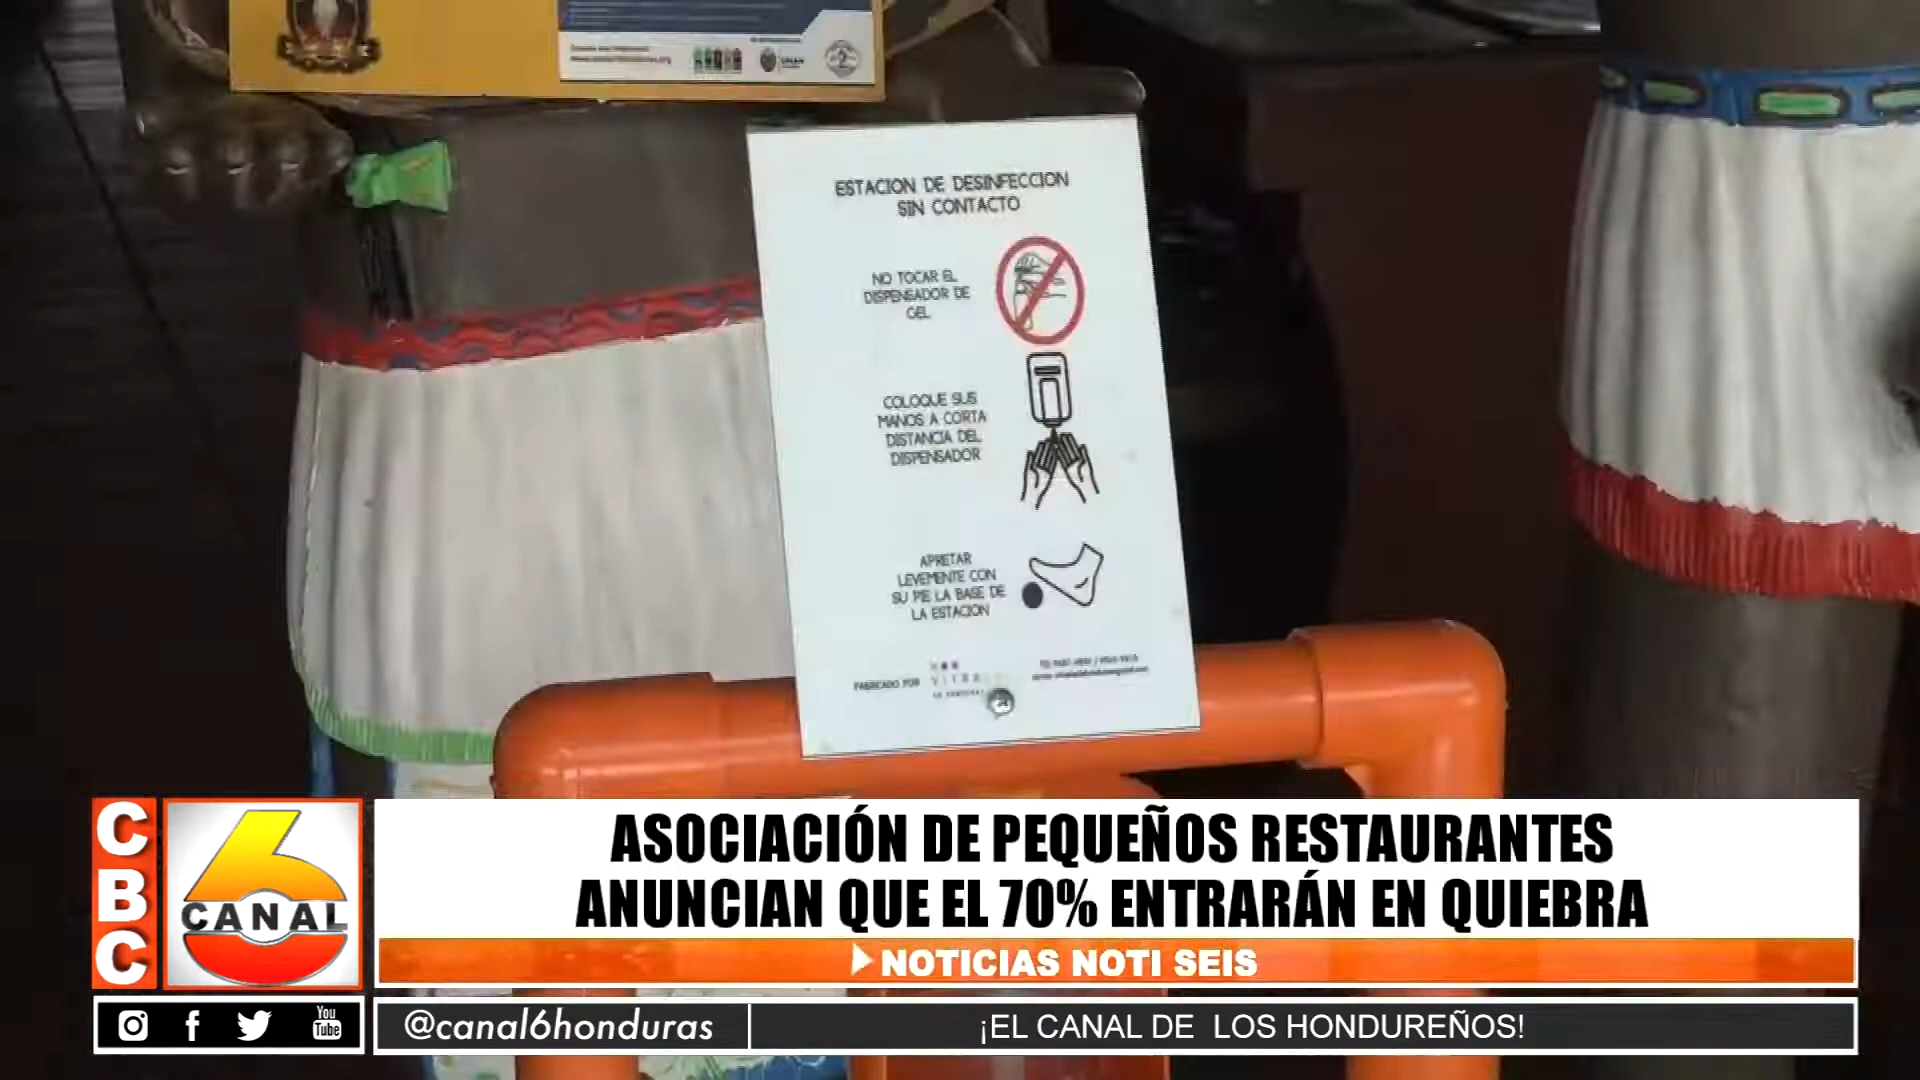 ESTACION DE DESINFECCION
SIN CONTACTO
NO TOCAR EL
DISPENSADOR DE
GEL
COLOQUE SUS
MANOS A CORTA
DISTANCIA DEL
DISPENSADOR
APRETAR
LEVEMENTE CON
SU PIE LA BASE DE
LA ESTACION
FABRICADO POR
CBC
6
CANAL
ASOCIACIÓN DE PEQUEÑOS RESTAURANTES
ANUNCIAN QUE EL 70% ENTRARÁN EN QUIEBRA
NOTICIAS NOTI SEIS
You
Tube
@canal6honduras
¡EL CANAL DE LOS HONDUREÑOS!